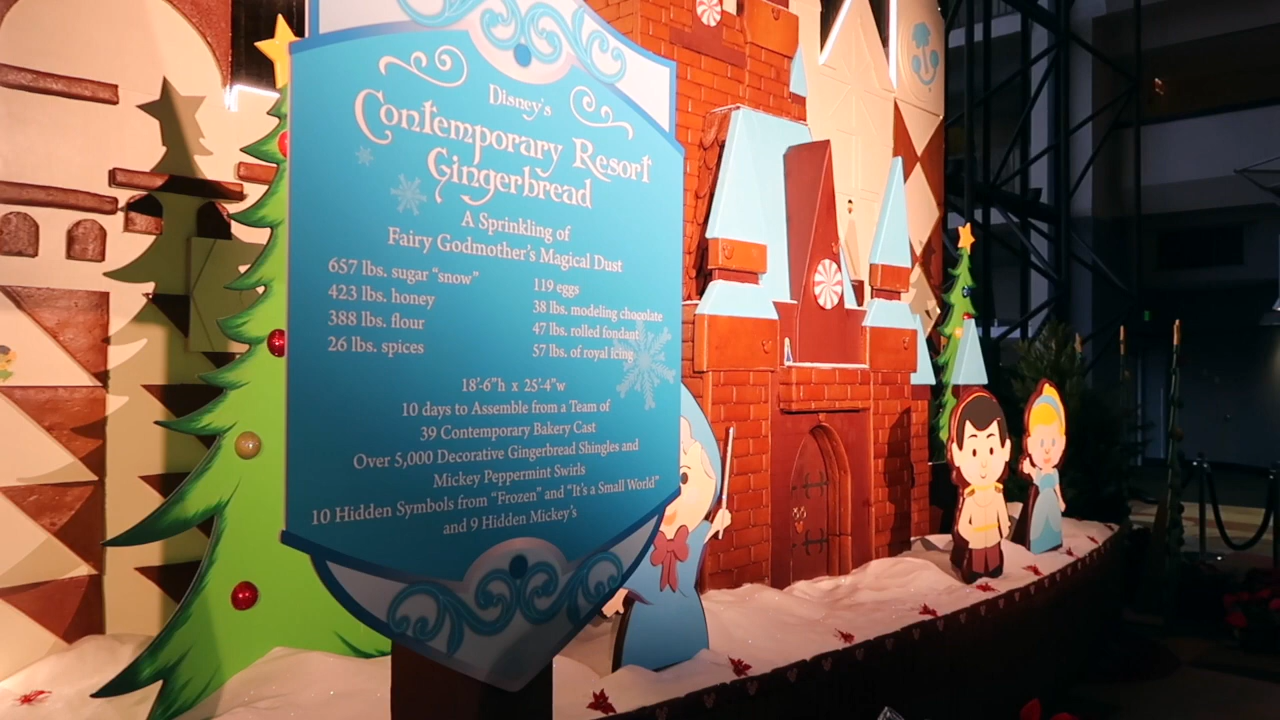 Disney's
Contemporary Resort
Gingerbread
A Sprinkling of
Fairy Godmother's Magical Dust
657 lbs. sugar “snow”
423 lbs. honey
388 lbs. flour
26 lbs. spices
119 eggs
38 lbs. modeling chocolate
47 lbs. rolled fondant
57 lbs. of royal icing
18'-6"h x 25'-4"w
10 days to Assemble from a Team of
39 Contemporary Bakery Cast
Over 5,000 Decorative Gingerbread Shingles and
Mickey Peppermint Swirls
10 Hidden Symbols from “Frozen” and “It's a Small World”
and 9 Hidden Mickey's